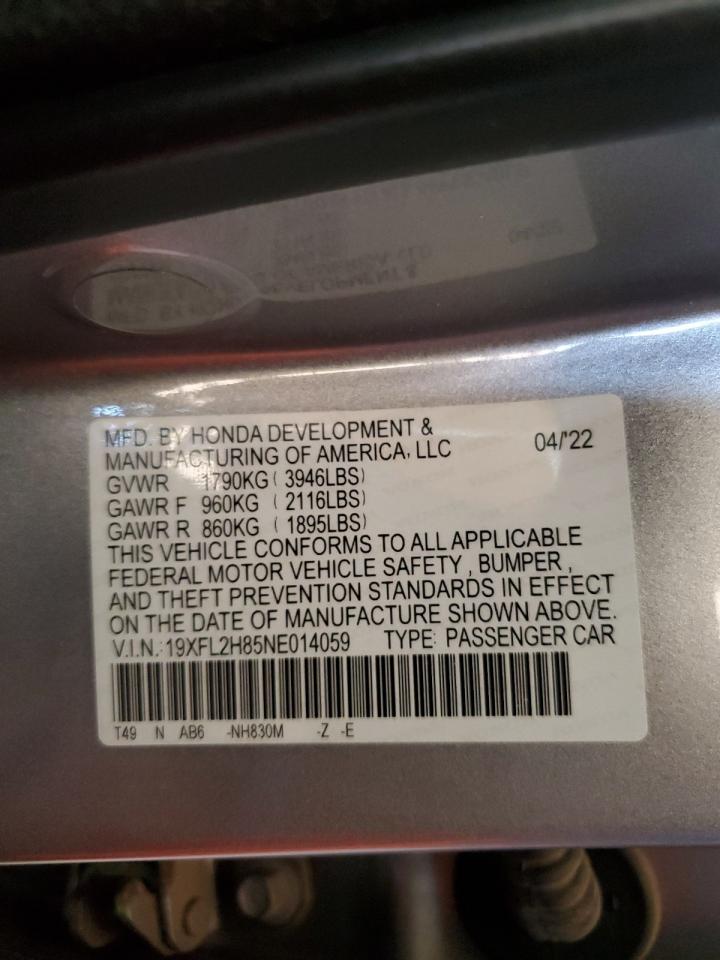 MFD. BY HONDA DEVELOPMENT &
MANUFACTURING OF AMERICA, LLC 04/'22
GVWR 1790KG ( 3946LBS)
GAWR F 960KG ( 2116LBS)
GAWR R 860KG ( 1895LBS)
THIS VEHICLE CONFORMS TO ALL APPLICABLE
FEDERAL MOTOR VEHICLE SAFETY, BUMPER,
AND THEFT PREVENTION STANDARDS IN EFFECT
ON THE DATE OF MANUFACTURE SHOWN ABOVE.
V.I.N.:19XFL2H85NE014059 TYPE: PASSENGER CAR
T49 N AB6 -NH830M -Z -E